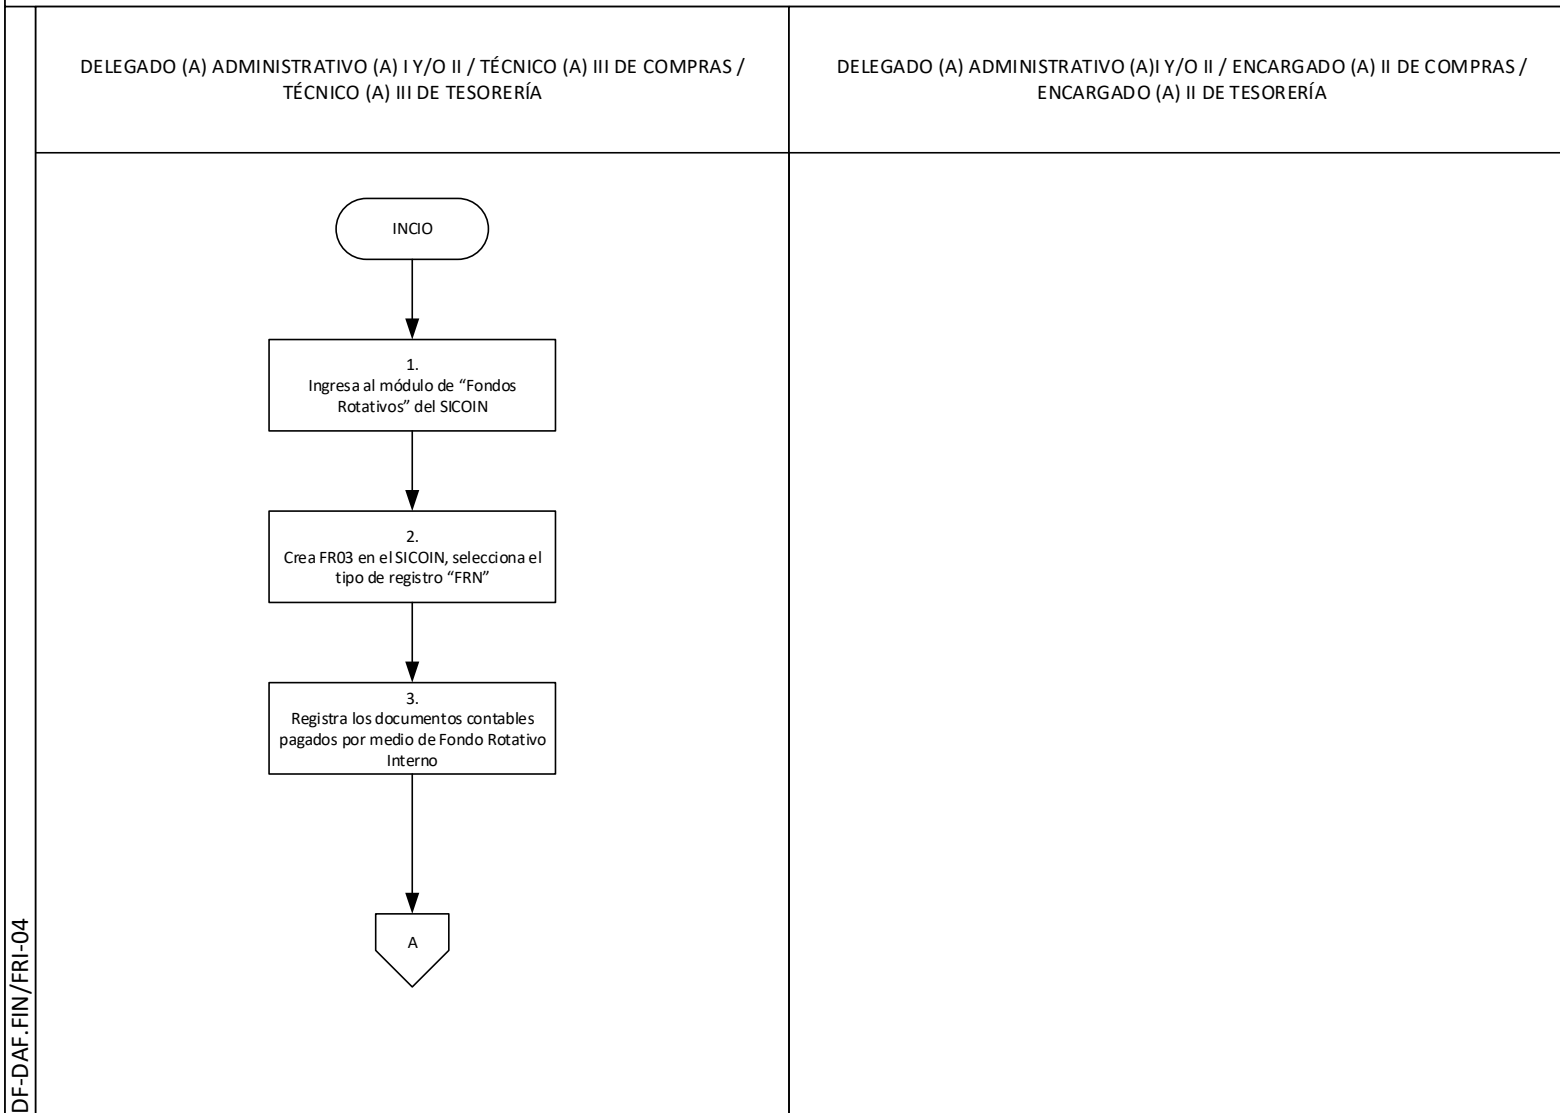 DELEGADO (A) ADMINISTRATIVO (A) I Y/O II / TÉCNICO (A) III DE COMPRAS /
TÉCNICO (A) III DE TESORERÍA
DELEGADO (A) ADMINISTRATIVO (A)I Y/O II / ENCARGADO (A) II DE COMPRAS /
ENCARGADO (A) II DE TESORERÍA
INCIO
1.
Ingresa al módulo de “Fondos
Rotativos” del SICOIN
2.
Crea FR03 en el SICOIN, selecciona el
tipo de registro “FRN”
3.
Registra los documentos contables
pagados por medio de Fondo Rotativo
Interno
A
DF-DAF.FIN/FRI-04